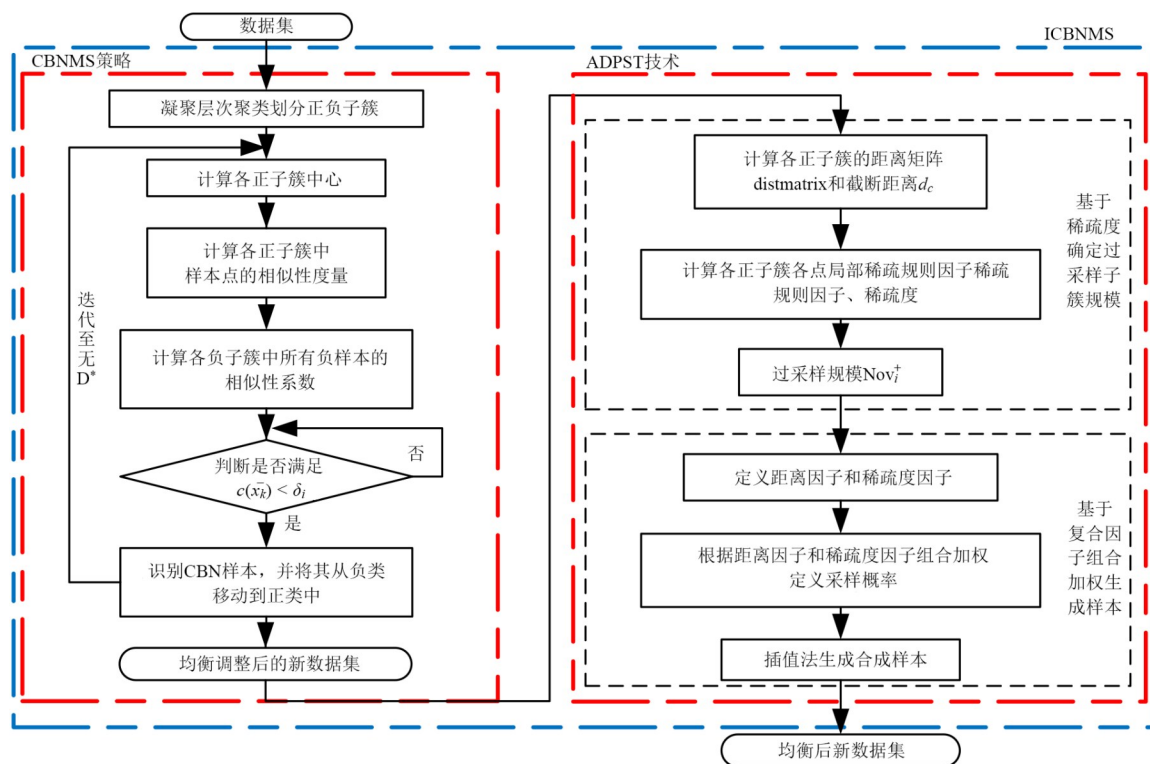 数据集
ICBNMS
CBNMS策略
凝聚层次聚类划分正负子簇
计算各正子簇中心
计算各正子簇中
样本点的相似性度量
迭
代
至
无
D*
计算各负子簇中所有负样本的
相似性系数
判断是否满足
c(x̄ₖ) < δᵢ
否
是
识别CBN样本，并将其从负类
移动到正类中
均衡调整后的新数据集
ADPST技术
计算各正子簇的距离矩阵
distmatrix和截断距离d_c
计算各正子簇各点局部稀疏规则因子稀疏
规则因子、稀疏度
过采样规模Nov_i^†
基于
稀疏度
确定过
采样子
簇规模
定义距离因子和稀疏度因子
根据距离因子和稀疏度因子组合加权
定义采样概率
插值法生成合成样本
基于
复合因
子组合
加权生
成样本
均衡后新数据集